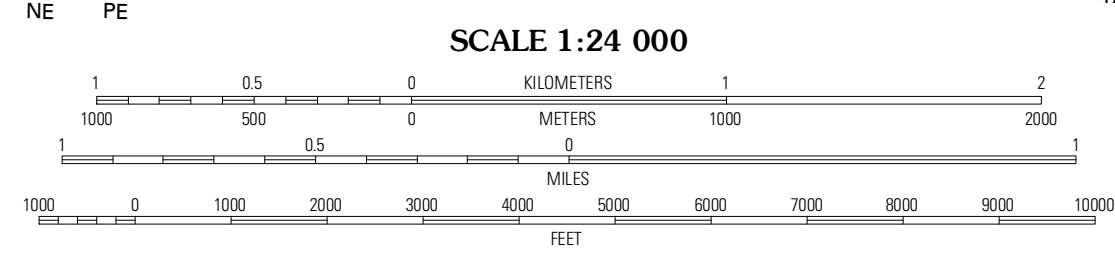 NE PE
SCALE 1:24 000
1 0.5 0 KILOMETERS 1 2
1000 500 0 METERS 1000 2000
1 0.5 0 1
MILES
1000 0 1000 2000 3000 4000 5000 6000 7000 8000 9000 10000
FEET